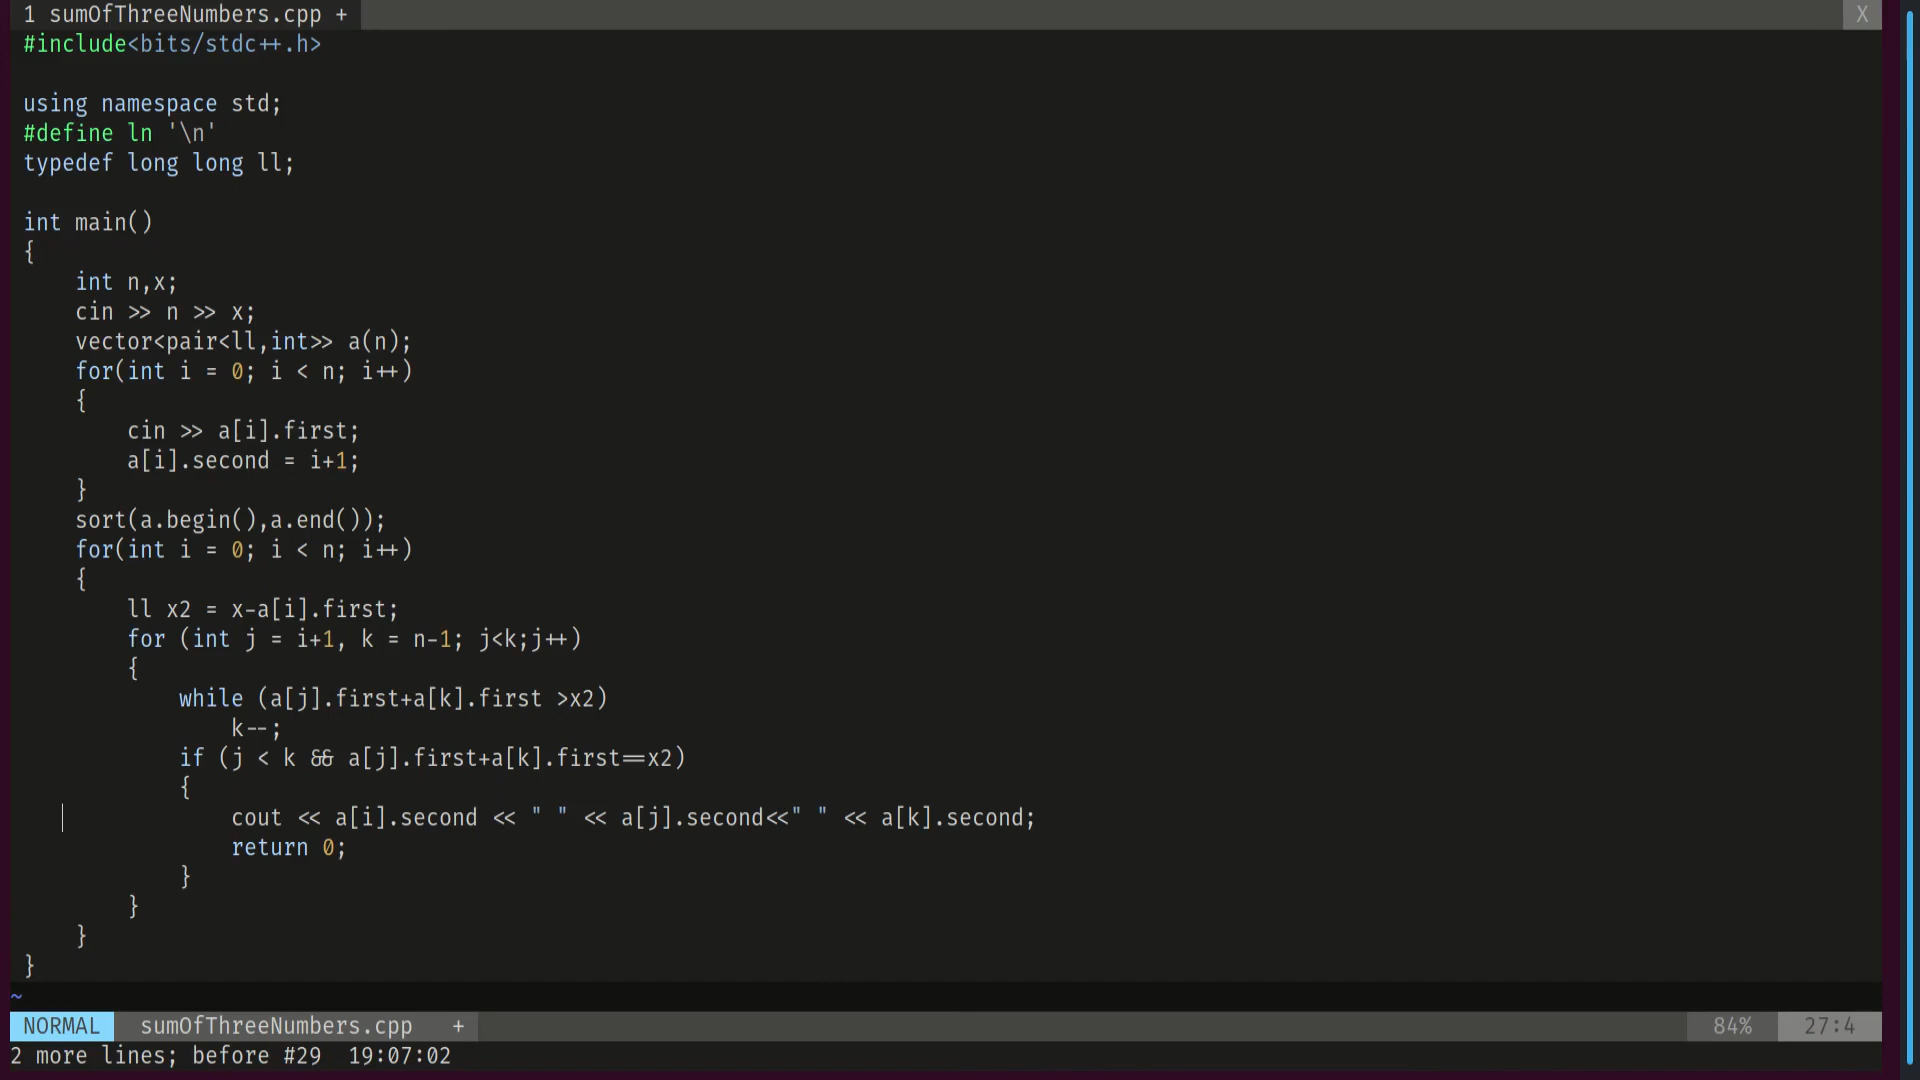 1 sumOfThreeNumbers.cpp + X
#include<bits/stdc++.h>
using namespace std;
#define ln '\n'
typedef long long ll;
int main()
{
    int n,x;
    cin >> n >> x;
    vector<pair<ll,int>> a(n);
    for(int i = 0; i < n; i++)
    {
        cin >> a[i].first;
        a[i].second = i+1;
    }
    sort(a.begin(),a.end());
    for(int i = 0; i < n; i++)
    {
        ll x2 = x-a[i].first;
        for (int j = i+1, k = n-1; j<k;j++)
        {
            while (a[j].first+a[k].first >x2)
                k--;
            if (j < k && a[j].first+a[k].first==x2)
            {
                cout << a[i].second << " " << a[j].second<<" " << a[k].second;
                return 0;
            }
        }
    }
}
~
NORMAL sumOfThreeNumbers.cpp + 84% 27:4
2 more lines; before #29  19:07:02